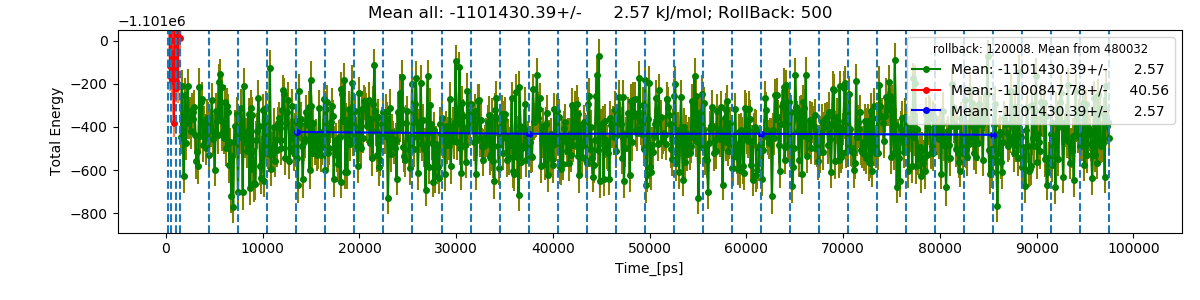 Mean all: -1101430.39+/-      2.57 kJ/mol; RollBack: 500
−1.101e6
Total Energy
0
−200
−400
−600
−800
rollback: 120008. Mean from 480032
Mean: -1101430.39+/-      2.57
Mean: -1100847.78+/-     40.56
Mean: -1101430.39+/-      2.57
0 10000 20000 30000 40000 50000 60000 70000 80000 90000 100000
Time_[ps]